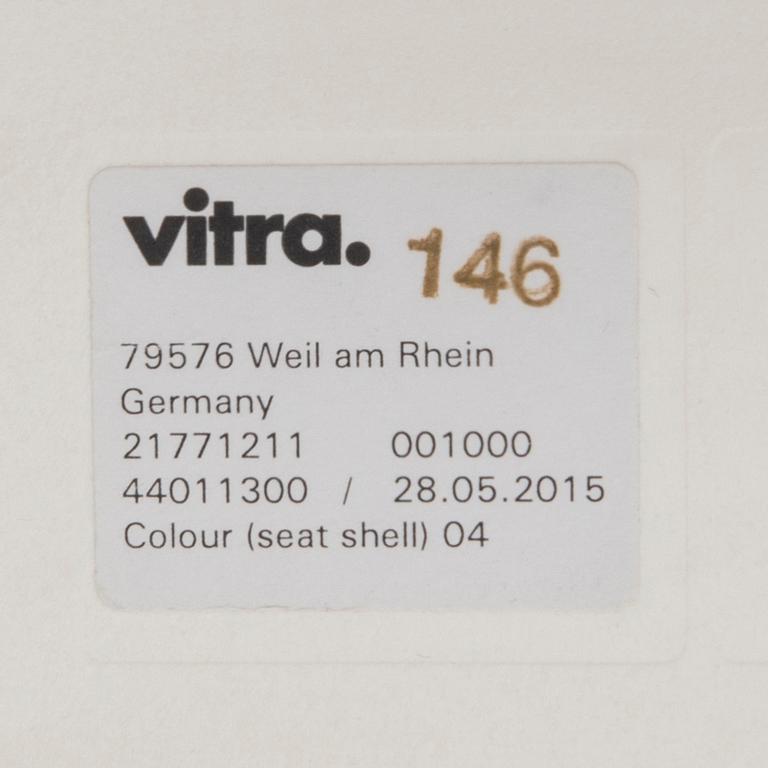 vitra. 146
79576 Weil am Rhein
Germany
21771211 001000
44011300 / 28.05.2015
Colour (seat shell) 04